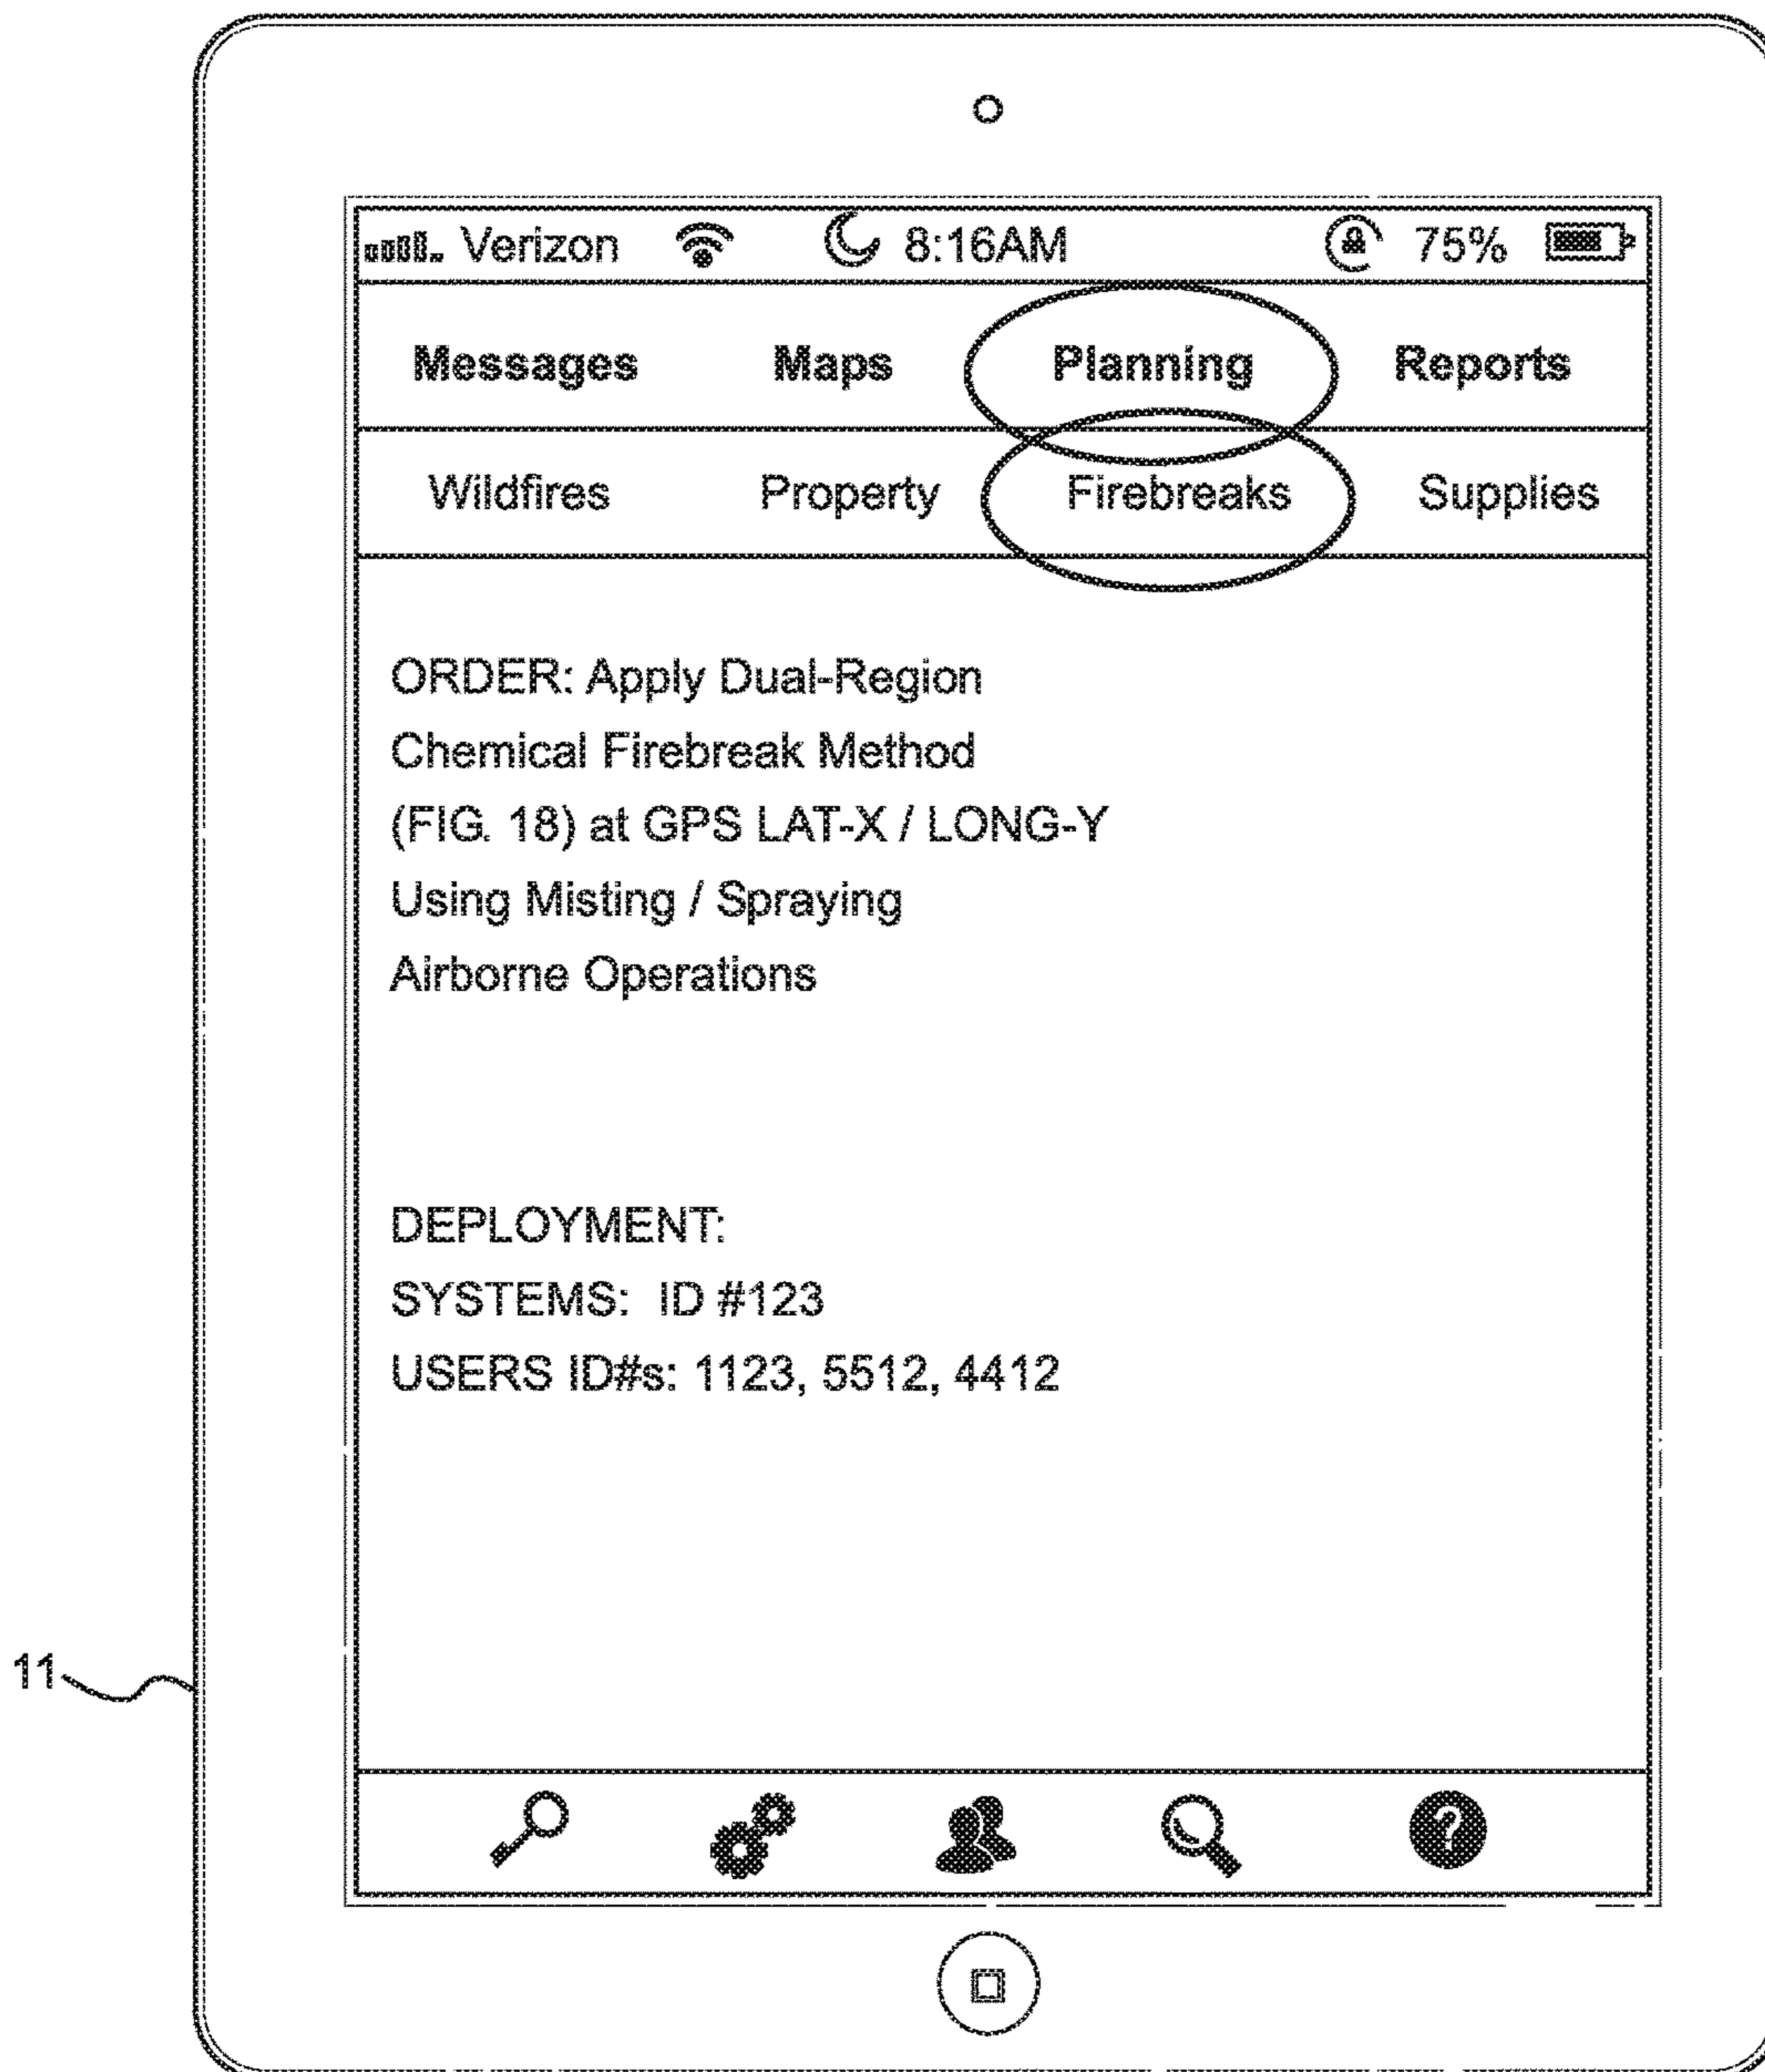 Verizon 8:16AM 75%
Messages Maps Planning Reports
Wildfires Property Firebreaks Supplies
ORDER: Apply Dual-Region
Chemical Firebreak Method
(FIG. 18) at GPS LAT-X / LONG-Y
Using Misting / Spraying
Airborne Operations
DEPLOYMENT:
SYSTEMS: ID #123
USERS ID#s: 1123, 5512, 4412
11
?